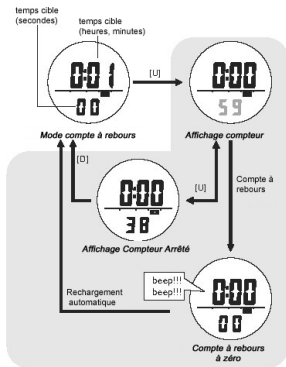 temps cible
(secondes)
temps cible
(heures, minutes)
0:01
00
[U]
0:00
59
Mode compte à rebours
Affichage compteur
[D]
0:00
38
[U]
Compte à
rebours
Affichage Compteur Arrêté
beep!!!
beep!!!
0:00
00
Rechargement
automatique
Compte à rebours
à zéro